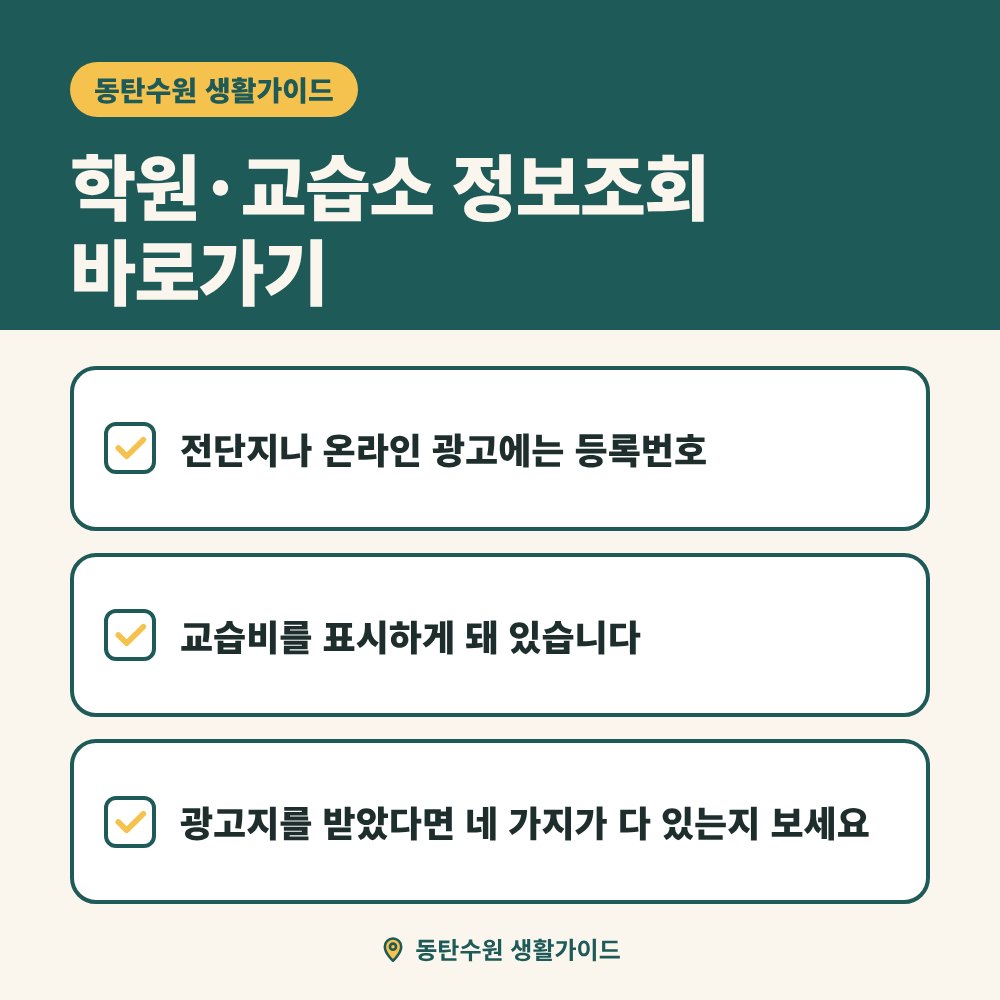 동탄수원 생활가이드
학원·교습소 정보조회
바로가기
전단지나 온라인 광고에는 등록번호
교습비를 표시하게 돼 있습니다
광고지를 받았다면 네 가지가 다 있는지 보세요
동탄수원 생활가이드